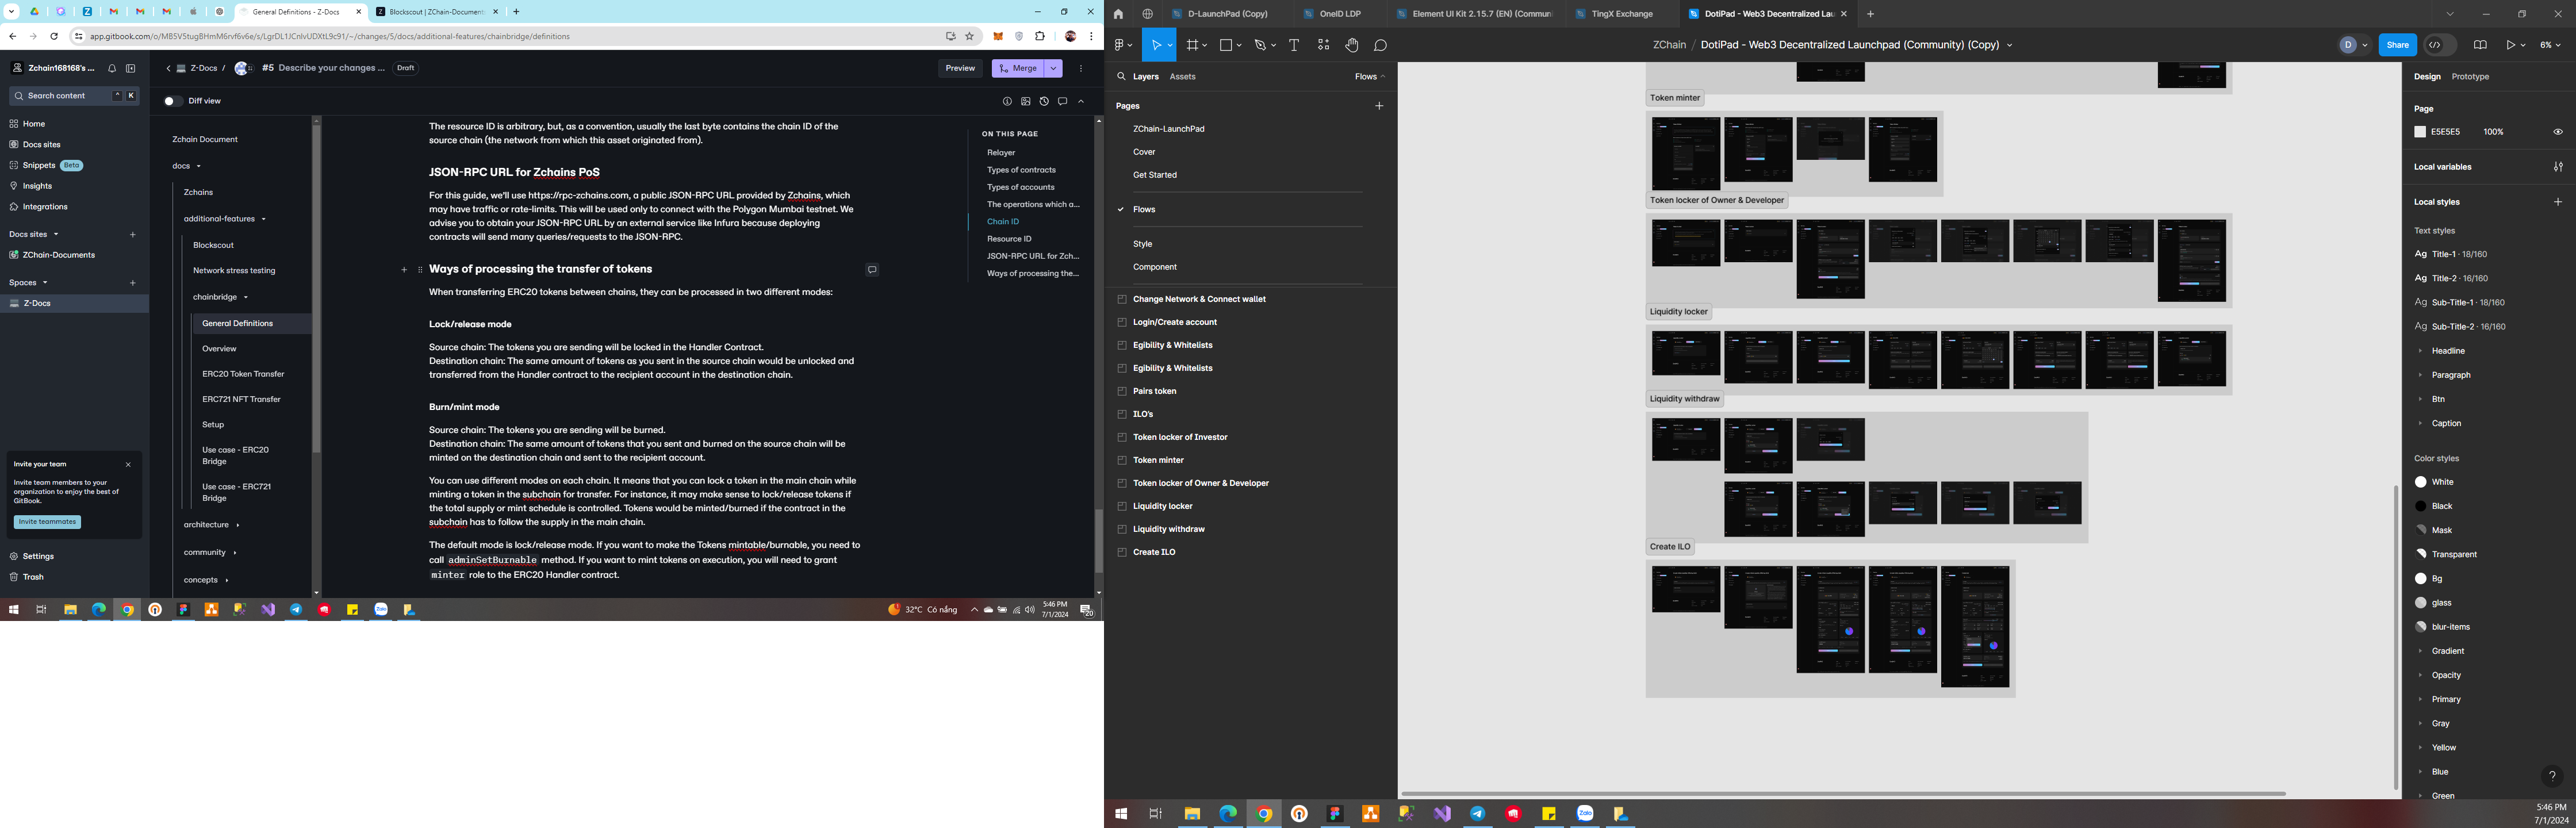 General Definitions - Z-Docs
Blockscout | ZChain-Document
app.gitbook.com/o/MB5V5tugBHmM6rvf6v6e/s/LgrDL1JCnlvUDXtL9c91/~/changes/5/docs/additional-features/chainbridge/definitions
Zchain168168's ...
Z-Docs /
#5 Describe your changes ...
Draft
Preview
Merge
Search content
^ K
Diff view
Home
Docs sites
Snippets Beta
Insights
Integrations
Docs sites
ZChain-Documents
Spaces
Z-Docs
Invite your team
Invite team members to your
organization to enjoy the best of
GitBook.
Invite teammates
Settings
Trash
Zchain Document
docs
Zchains
additional-features
Blockscout
Network stress testing
chainbridge
General Definitions
Overview
ERC20 Token Transfer
ERC721 NFT Transfer
Setup
Use case - ERC20
Bridge
Use case - ERC721
Bridge
architecture
community
concepts
The resource ID is arbitrary, but, as a convention, usually the last byte contains the chain ID of the
source chain (the network from which this asset originated from).
JSON-RPC URL for Zchains PoS
For this guide, we'll use https://rpc-zchains.com, a public JSON-RPC URL provided by Zchains, which
may have traffic or rate-limits. This will be used only to connect with the Polygon Mumbai testnet. We
advise you to obtain your JSON-RPC URL by an external service like Infura because deploying
contracts will send many queries/requests to the JSON-RPC.
Ways of processing the transfer of tokens
When transferring ERC20 tokens between chains, they can be processed in two different modes:
Lock/release mode
Source chain: The tokens you are sending will be locked in the Handler Contract.
Destination chain: The same amount of tokens as you sent in the source chain would be unlocked and
transferred from the Handler contract to the recipient account in the destination chain.
Burn/mint mode
Source chain: The tokens you are sending will be burned.
Destination chain: The same amount of tokens that you sent and burned on the source chain will be
minted on the destination chain and sent to the recipient account.
You can use different modes on each chain. It means that you can lock a token in the main chain while
minting a token in the subchain for transfer. For instance, it may make sense to lock/release tokens if
the total supply or mint schedule is controlled. Tokens would be minted/burned if the contract in the
subchain has to follow the supply in the main chain.
The default mode is lock/release mode. If you want to make the Tokens mintable/burnable, you need to
call adminSetBurnable method. If you want to mint tokens on execution, you will need to grant
minter role to the ERC20 Handler contract.
ON THIS PAGE
Relayer
Types of contracts
Types of accounts
The operations which a...
Chain ID
Resource ID
JSON-RPC URL for Zch...
Ways of processing the...
32°C Có nắng
5:46 PM
7/1/2024
20
D-LaunchPad (Copy)
OneID LDP
Element UI Kit 2.15.7 (EN) (Commun
TingX Exchange
DotiPad - Web3 Decentralized Lau
ZChain / DotiPad - Web3 Decentralized Launchpad (Community) (Copy)
D
Share
6%
Layers
Assets
Flows
Pages
ZChain-LaunchPad
Cover
Get Started
Flows
Style
Component
Change Network & Connect wallet
Login/Create account
Egibility & Whitelists
Egibility & Whitelists
Pairs token
ILO's
Token locker of Investor
Token minter
Token locker of Owner & Developer
Liquidity locker
Liquidity withdraw
Create ILO
Token minter
Token locker of Owner & Developer
Liquidity locker
Liquidity withdraw
Create ILO
Design
Prototype
Page
E5E5E5
100%
Local variables
Local styles
Text styles
Ag Title-1 · 18/160
Ag Title-2 · 16/160
Ag Sub-Title-1 · 18/160
Ag Sub-Title-2 · 16/160
Headline
Paragraph
Btn
Caption
Color styles
White
Black
Mask
Transparent
Bg
glass
blur-items
Gradient
Opacity
Primary
Gray
Yellow
Blue
Green
?
5:46 PM
7/1/2024